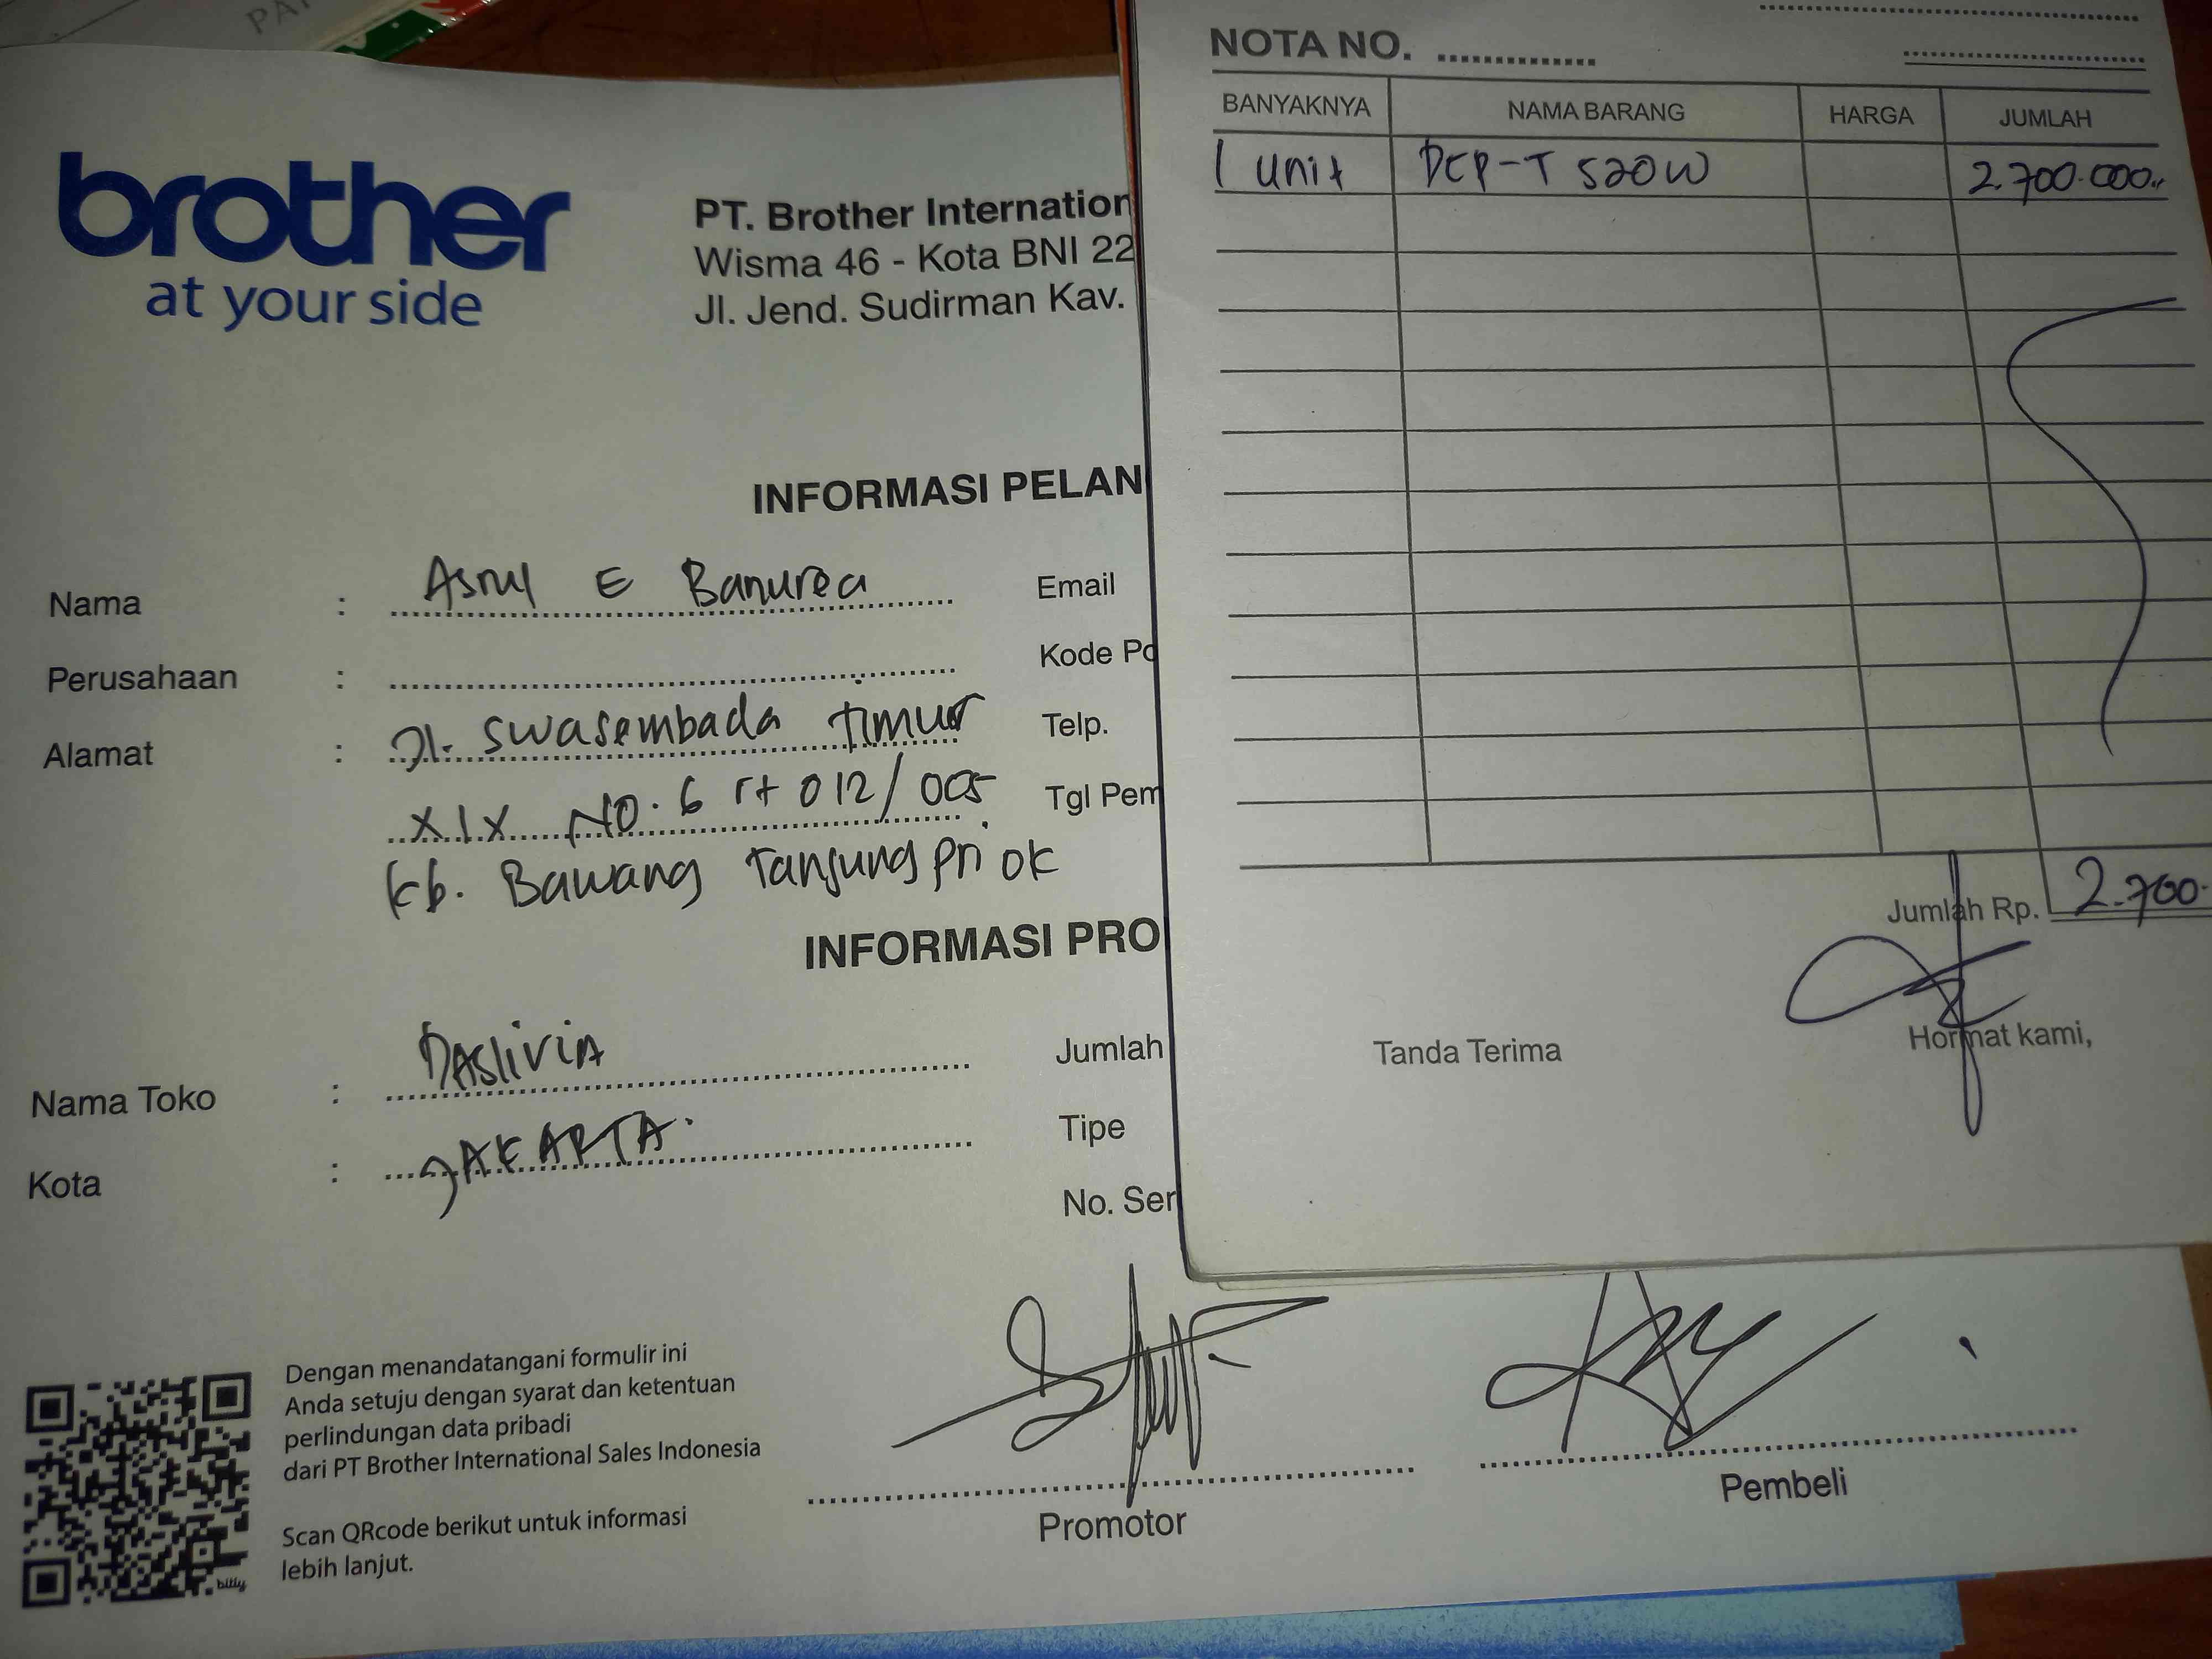 PA
brother
at your side
PT. Brother Internation
Wisma 46 - Kota BNI 22
Jl. Jend. Sudirman Kav.
INFORMASI PELAN
Nama : Asrul E Banurea
Email
Perusahaan :
Kode Po
Alamat : Jl. Swasembada Timur
Telp.
XIX No. 6 rt 012/005
Tgl Pem
kb. Bawang Tanjung priok
INFORMASI PRO
Nama Toko : DASliviA
Jumlah
Kota : JAKARTA.
Tipe
No. Ser
Dengan menandatangani formulir ini
Anda setuju dengan syarat dan ketentuan
perlindungan data pribadi
dari PT Brother International Sales Indonesia
Scan QRcode berikut untuk informasi
lebih lanjut.
bitly
Promotor
Pembeli
NOTA NO.
BANYAKNYA NAMA BARANG HARGA JUMLAH
1 unit DCP-T 520W 2.700.000,,
Jumlah Rp. 2.700.
Tanda Terima
Hormat kami,